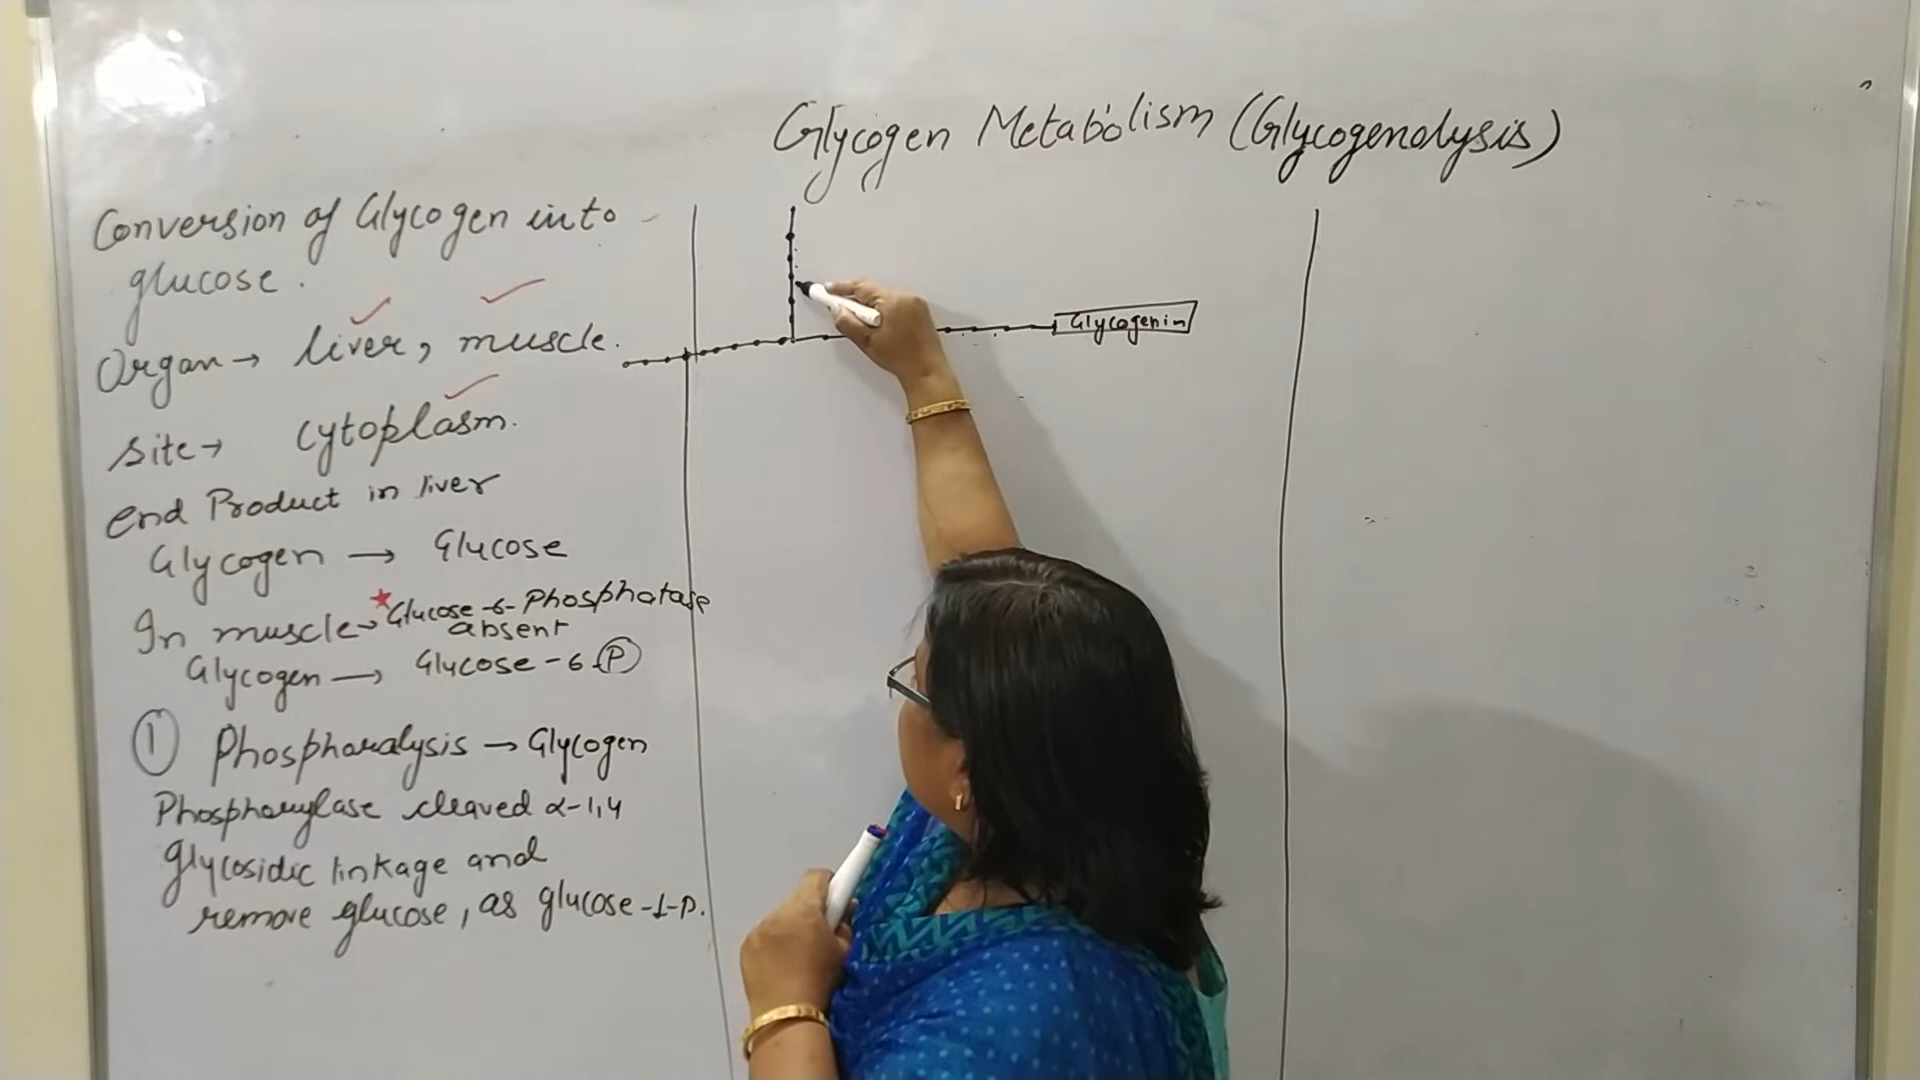 Glycogen Metabolism (Glycogenolysis)
Conversion of Glycogen into
glucose.
Organ → liver, muscle.
Site → Cytoplasm.
End Product in liver
Glycogen → Glucose
In muscle → ★Glucose-6-Phosphatase
absent
Glycogen → Glycose-6-Ⓟ
① Phosphoralysis → Glycogen
Phosphorylase cleaved α-1,4
glycosidic linkage and
remove glucose, as glucose-1-P.
Glycogenin